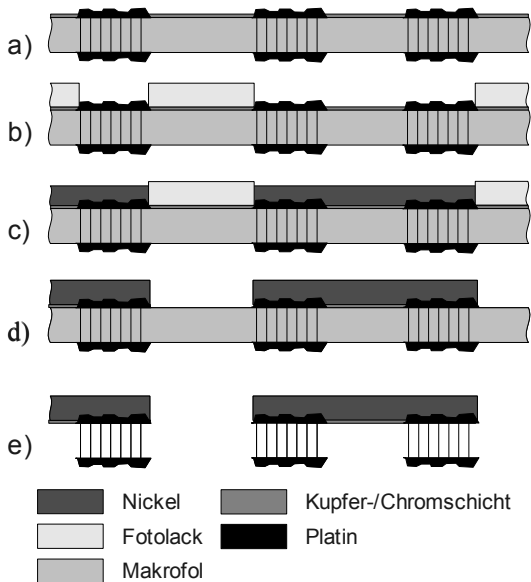 a)
b)
c)
d)
e)
Nickel Kupfer-/Chromschicht
Fotolack Platin
Makrofol